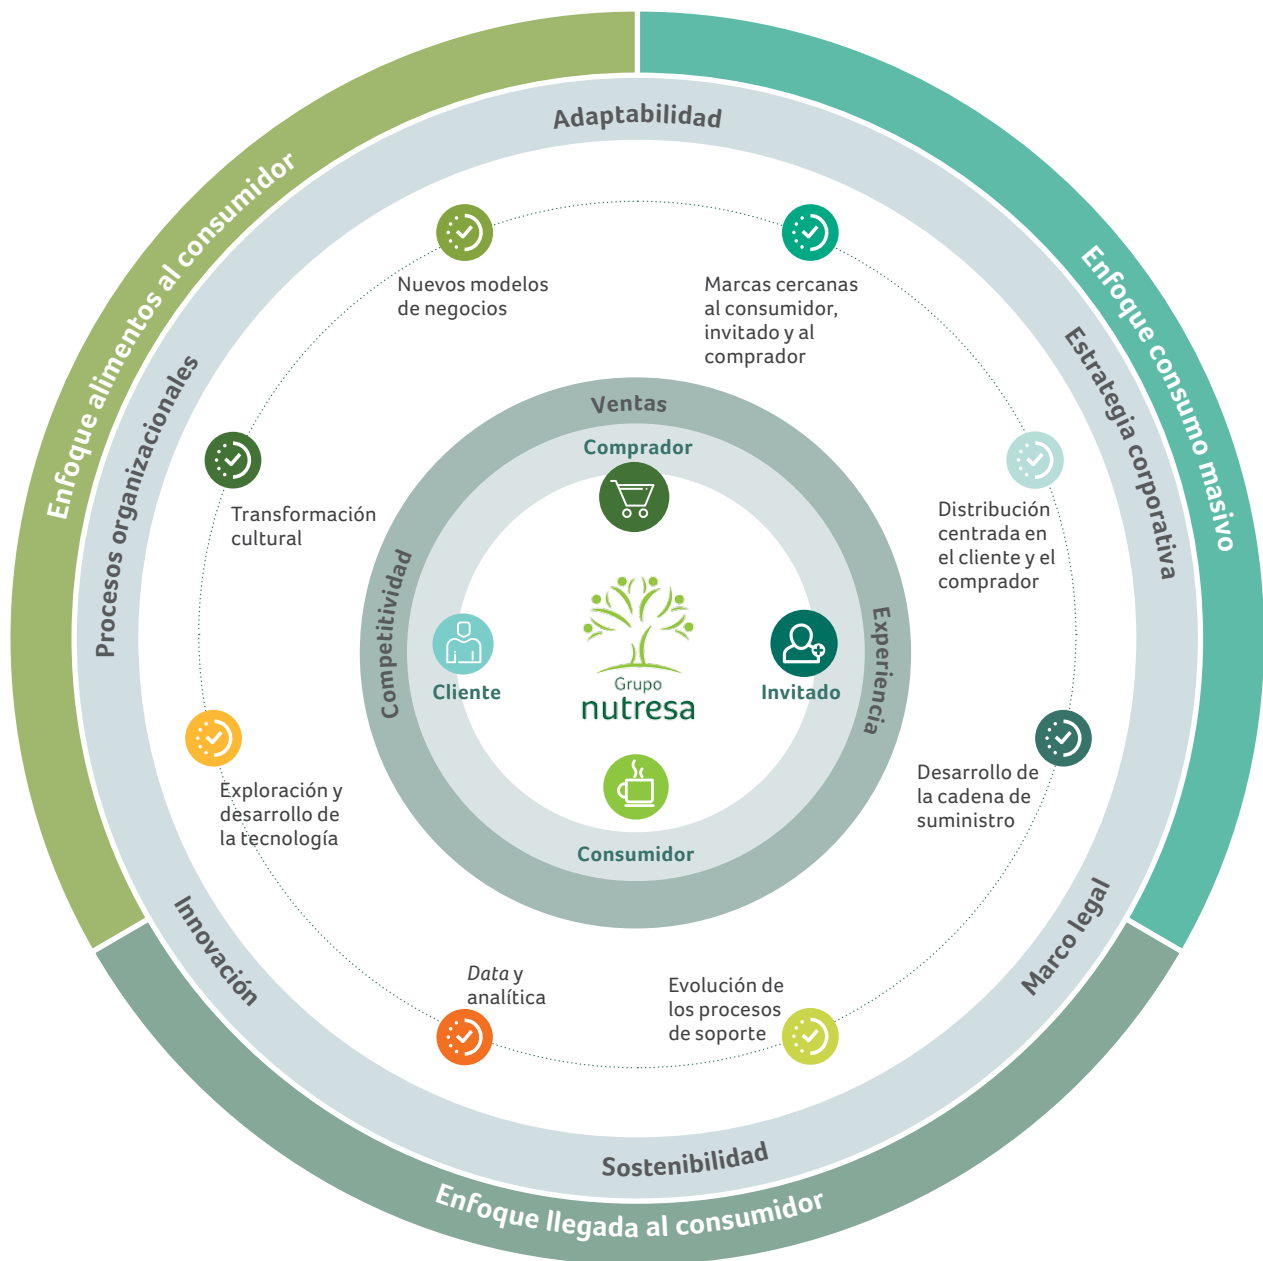 Enfoque alimentos al consumidor
Enfoque consumo masivo
Enfoque llegada al consumidor
Adaptabilidad
Estrategia corporativa
Marco legal
Sostenibilidad
Innovación
Procesos organizacionales
Nuevos modelos
de negocios
Marcas cercanas
al consumidor,
invitado y al
comprador
Distribución
centrada en
el cliente y el
comprador
Desarrollo de
la cadena de
suministro
Evolución de
los procesos
de soporte
Data y
analítica
Exploración y
desarrollo de
la tecnología
Transformación
cultural
Ventas
Experiencia
Competitividad
Comprador
Invitado
Consumidor
Cliente
Grupo
nutresa